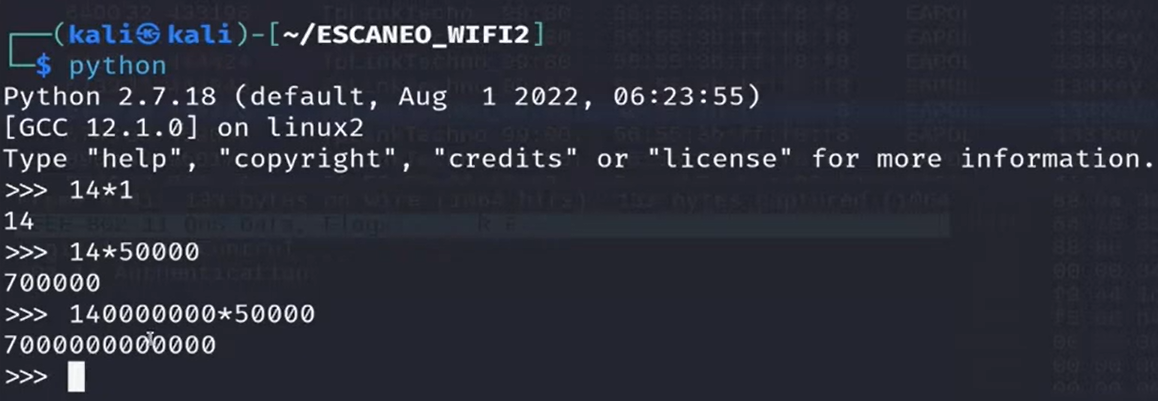 ┌──(kali㉿kali)-[~/ESCANEO_WIFI2]
└─$ python
Python 2.7.18 (default, Aug  1 2022, 06:23:55)
[GCC 12.1.0] on linux2
Type "help", "copyright", "credits" or "license" for more information.
>>> 14*1
14
>>> 14*50000
700000
>>> 140000000*50000
7000000000000
>>>